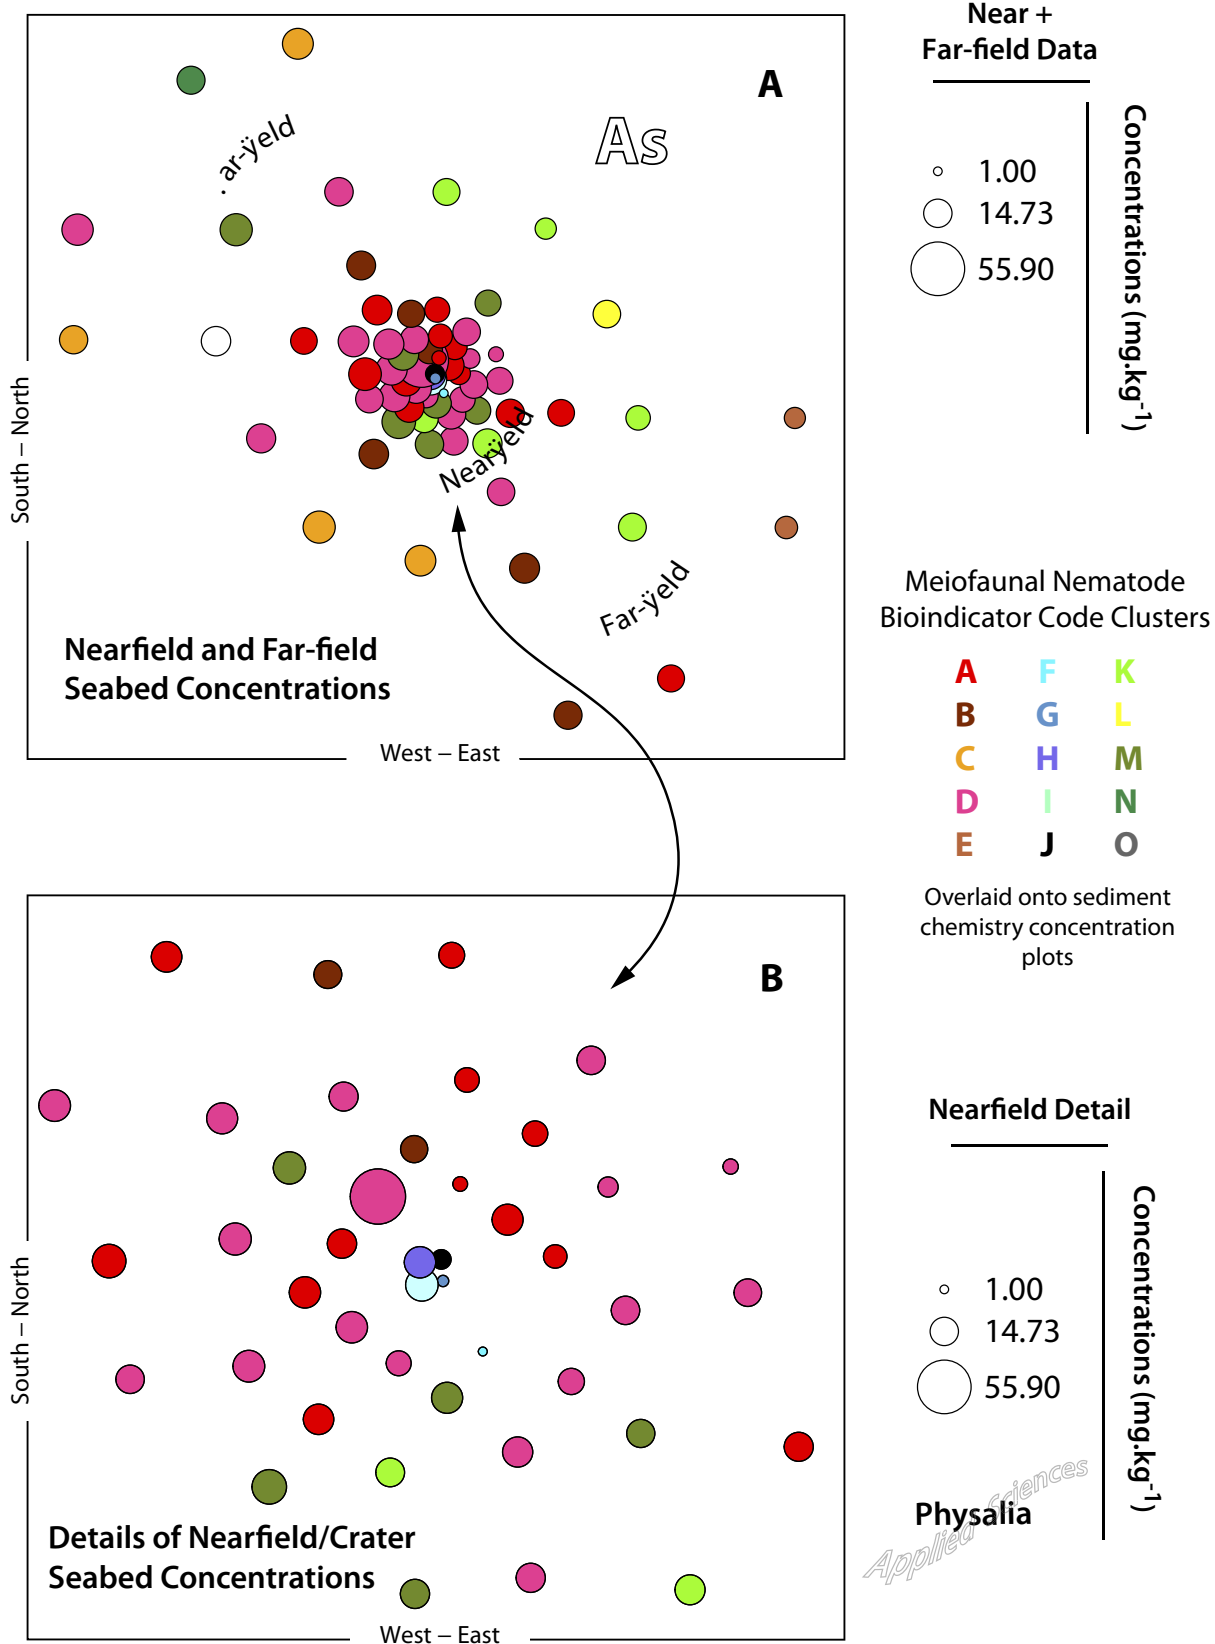 Near +
Far-field Data
A
As
. ar-ÿeld
Concentrations (mg.kg-1)
1.00
14.73
55.90
South – North
Nearÿeld
Far-ÿeld
Nearfield and Far-field
Seabed Concentrations
West – East
Meiofaunal Nematode
Bioindicator Code Clusters
A F K
B G L
C H M
D I N
E J O
Overlaid onto sediment
chemistry concentration
plots
B
Nearfield Detail
Concentrations (mg.kg-1)
1.00
14.73
55.90
South – North
Details of Nearfield/Crater
Seabed Concentrations
West – East
Physalia
Applied Sciences